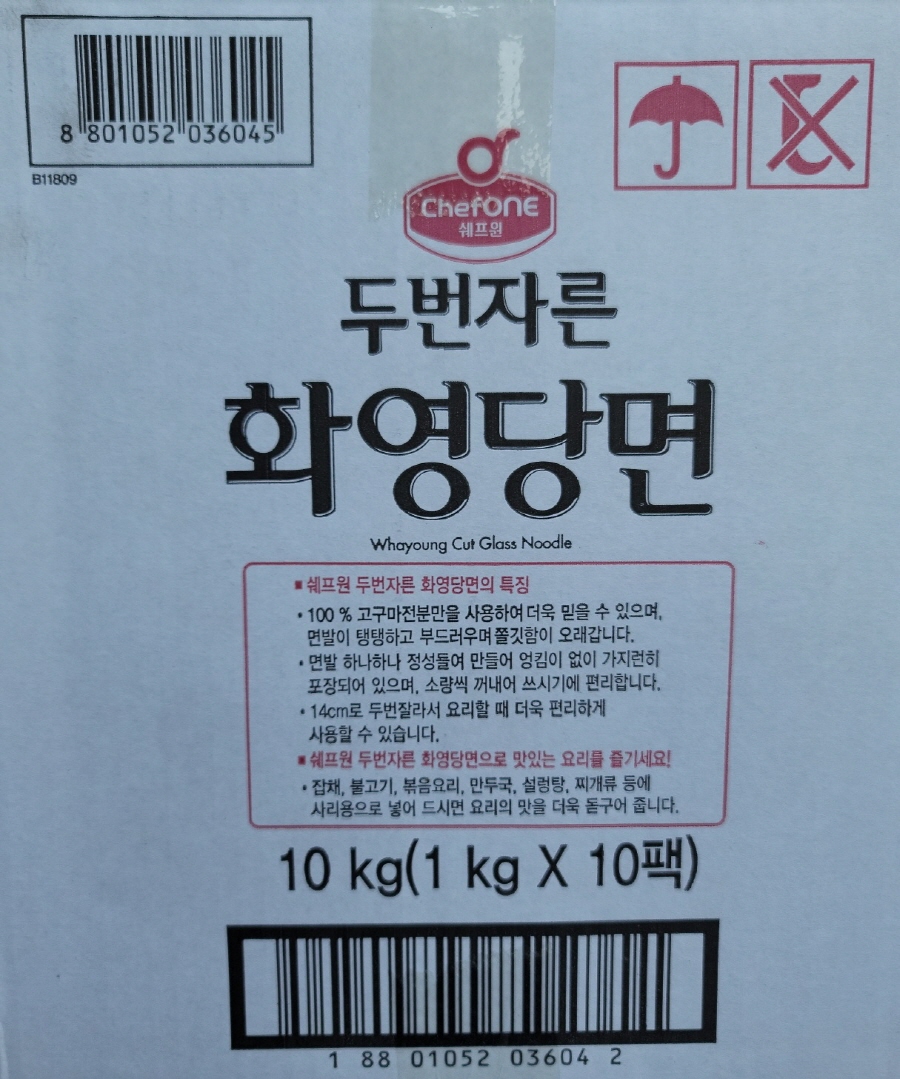 8 801052 036045
B11809
ChefONE
쉐프원
두번자른
화영당면
Whayoung Cut Glass Noodle
▪ 쉐프원 두번자른 화영당면의 특징
• 100 % 고구마전분만을 사용하여 더욱 믿을 수 있으며,
면발이 탱탱하고 부드러우며 쫄깃함이 오래갑니다.
• 면발 하나하나 정성들여 만들어 엉킴이 없이 가지런히
포장되어 있으며, 소량씩 꺼내어 쓰시기에 편리합니다.
• 14cm로 두번잘라서 요리할 때 더욱 편리하게
사용할 수 있습니다.
▪ 쉐프원 두번자른 화영당면으로 맛있는 요리를 즐기세요!
• 잡채, 불고기, 볶음요리, 만두국, 설렁탕, 찌개류 등에
사리용으로 넣어 드시면 요리의 맛을 더욱 돋구어 줍니다.
10 kg(1 kg X 10팩)
1 88 01052 03604 2